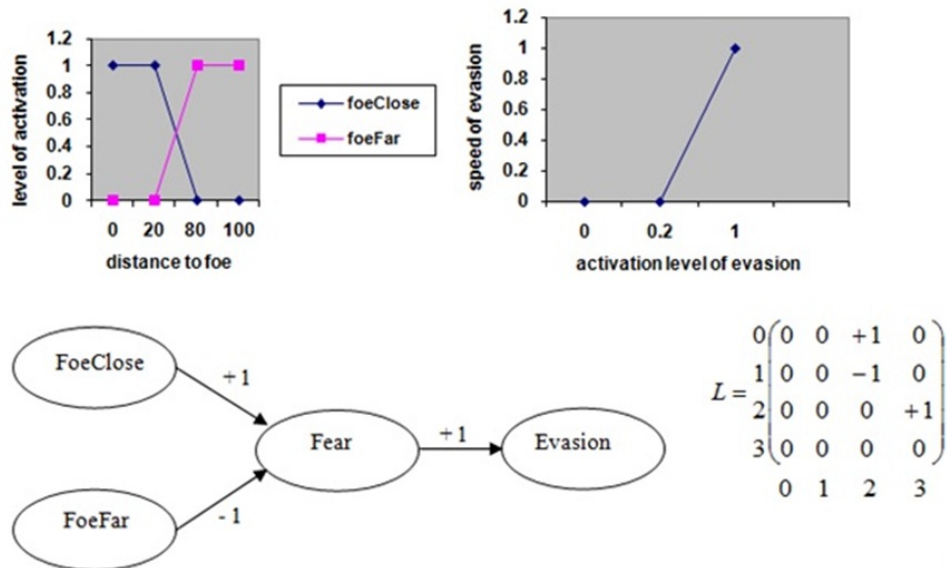 level of activation
1.2
1
0.8
0.6
0.4
0.2
0
0 20 80 100
distance to foe
foeClose
foeFar
speed of evasion
1.2
1
0.8
0.6
0.4
0.2
0
0 0.2 1
activation level of evasion
FoeClose
+1
Fear
+1
Evasion
FoeFar
- 1
L =
0 0 0 +1 0
1 0 0 −1 0
2 0 0 0 +1
3 0 0 0 0
0 1 2 3